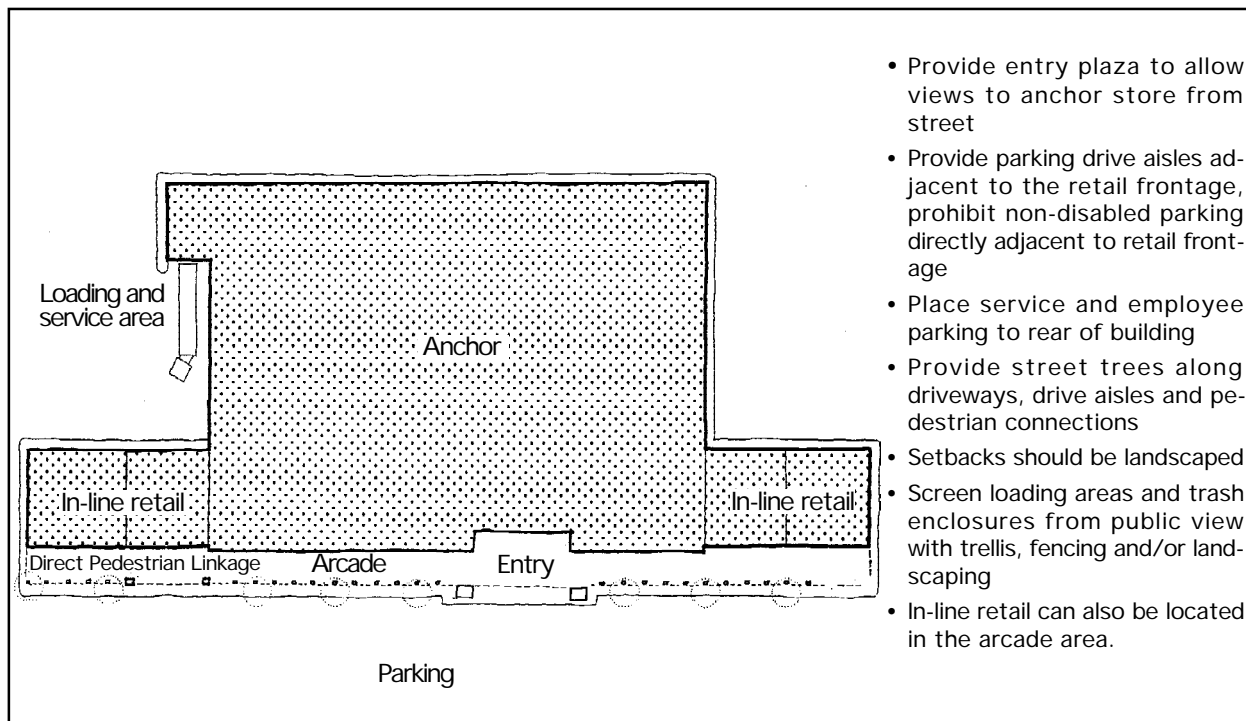 Loading and
service area
Anchor
In-line retail
In-line retail
Direct Pedestrian Linkage
Arcade
Entry
Parking
• Provide entry plaza to allow
views to anchor store from
street
• Provide parking drive aisles ad-
jacent to the retail frontage,
prohibit non-disabled parking
directly adjacent to retail front-
age
• Place service and employee
parking to rear of building
• Provide street trees along
driveways, drive aisles and pe-
destrian connections
• Setbacks should be landscaped
• Screen loading areas and trash
enclosures from public view
with trellis, fencing and/or land-
scaping
• In-line retail can also be located
in the arcade area.